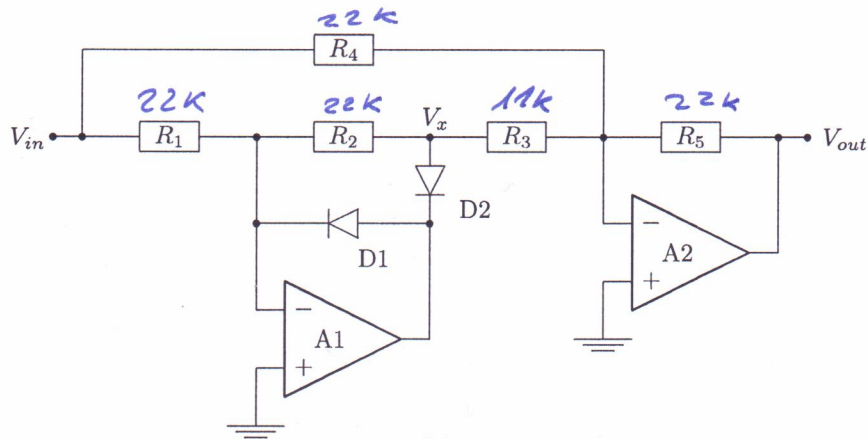 22K
R4
22K
22K
Vx
11K
22K
Vin
R1
R2
R3
R5
Vout
D2
D1
−
A1
+
−
A2
+